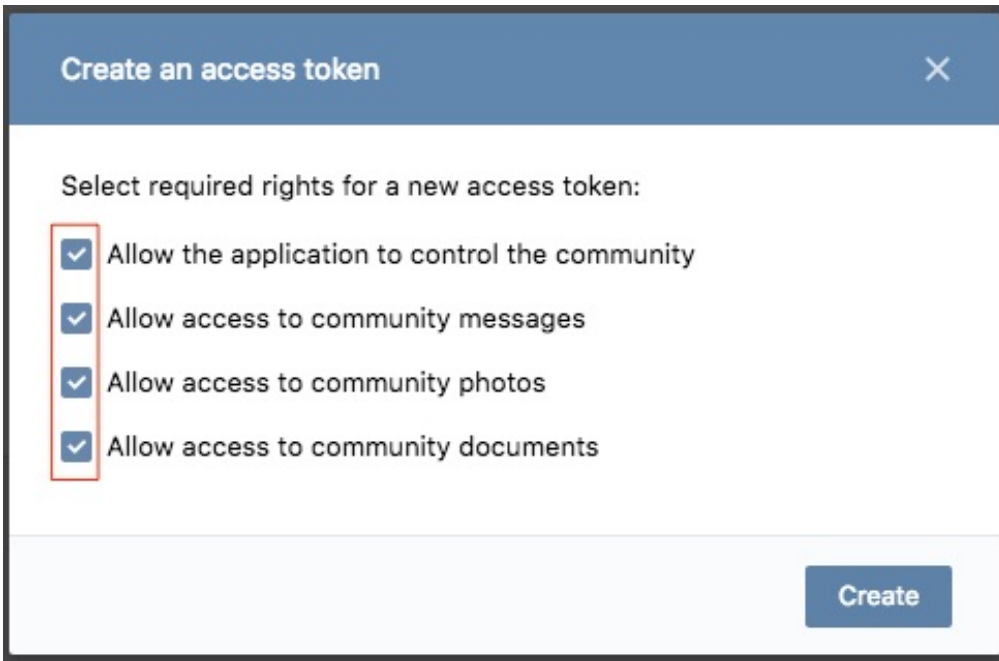 Create an access token
Select required rights for a new access token:
Allow the application to control the community
Allow access to community messages
Allow access to community photos
Allow access to community documents
Create